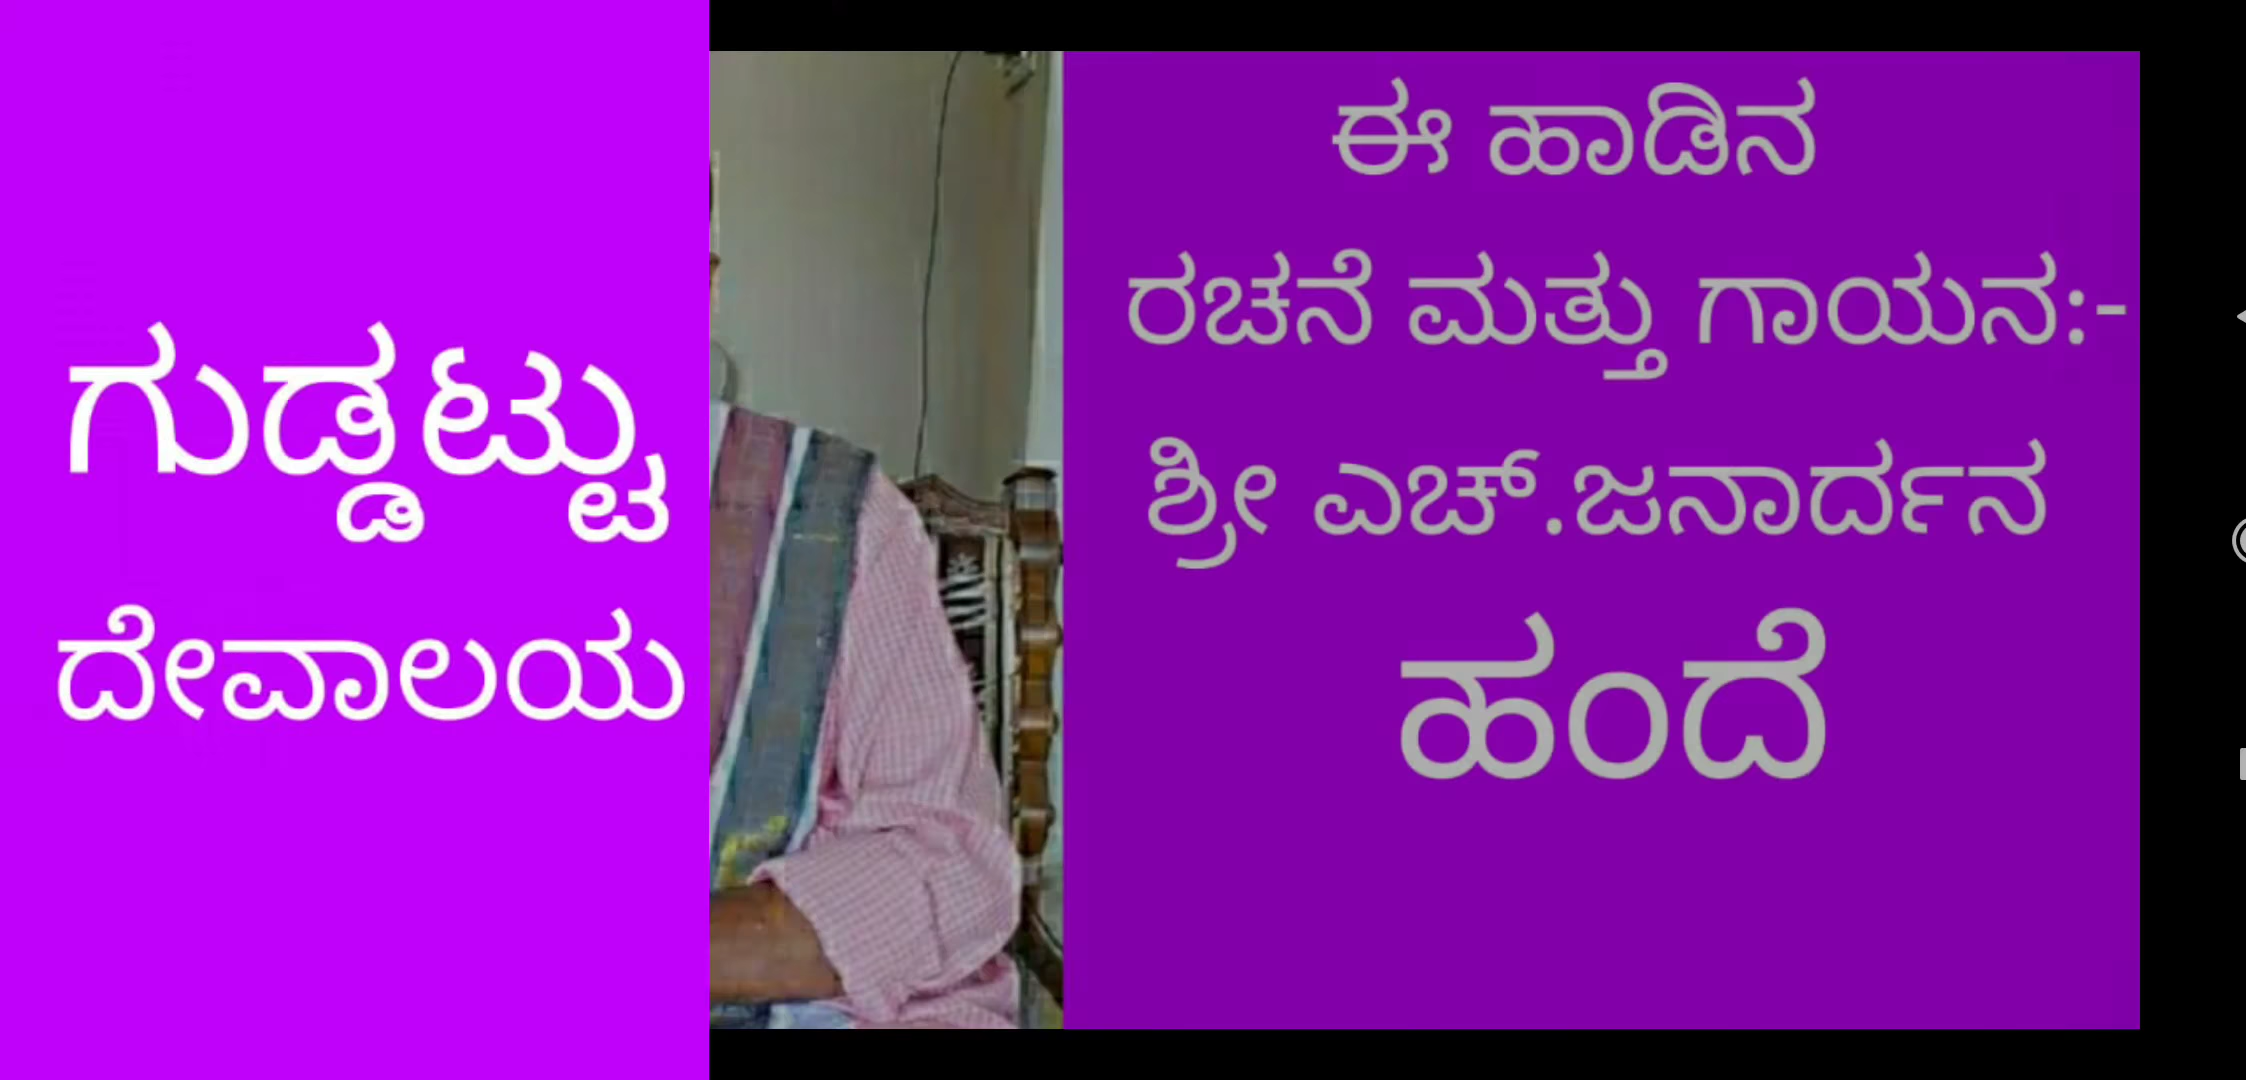 ಗುಡ್ಡಟ್ಟು
ದೇವಾಲಯ
ಈ ಹಾಡಿನ
ರಚನೆ ಮತ್ತು ಗಾಯನ:-
ಶ್ರೀ ಎಚ್.ಜನಾರ್ದನ
ಹಂದೆ